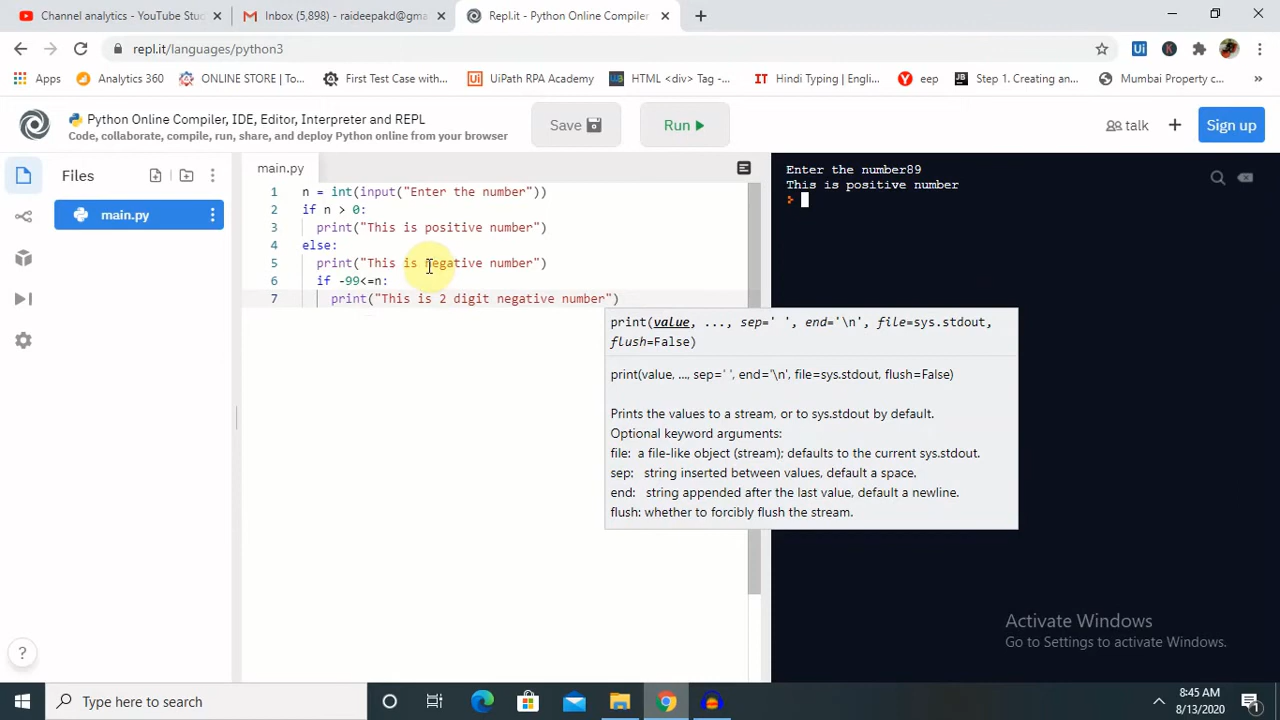 Channel analytics - YouTube Stu
Inbox (5,898) - raideepakd@gma
Repl.it - Python Online Compiler
repl.it/languages/python3
Apps
Analytics 360
ONLINE STORE | To...
First Test Case with...
UiPath RPA Academy
HTML <div> Tag -...
Hindi Typing | Engli...
eep
Step 1. Creating an...
Mumbai Property c...
»
Python Online Compiler, IDE, Editor, Interpreter and REPL
Code, collaborate, compile, run, share, and deploy Python online from your browser
Save
Run
talk
Sign up
Files
main.py
main.py
1 n = int(input("Enter the number"))
2 if n > 0:
3 print("This is positive number")
4 else:
5 print("This is negative number")
6 if -99<=n:
7 print("This is 2 digit negative number")
print(value, ..., sep=' ', end='\n', file=sys.stdout,
flush=False)
print(value, ..., sep=' ', end='\n', file=sys.stdout, flush=False)
Prints the values to a stream, or to sys.stdout by default.
Optional keyword arguments:
file: a file-like object (stream); defaults to the current sys.stdout.
sep: string inserted between values, default a space.
end: string appended after the last value, default a newline.
flush: whether to forcibly flush the stream.
Enter the number89
This is positive number
Activate Windows
Go to Settings to activate Windows.
?
Type here to search
8:45 AM
8/13/2020
1